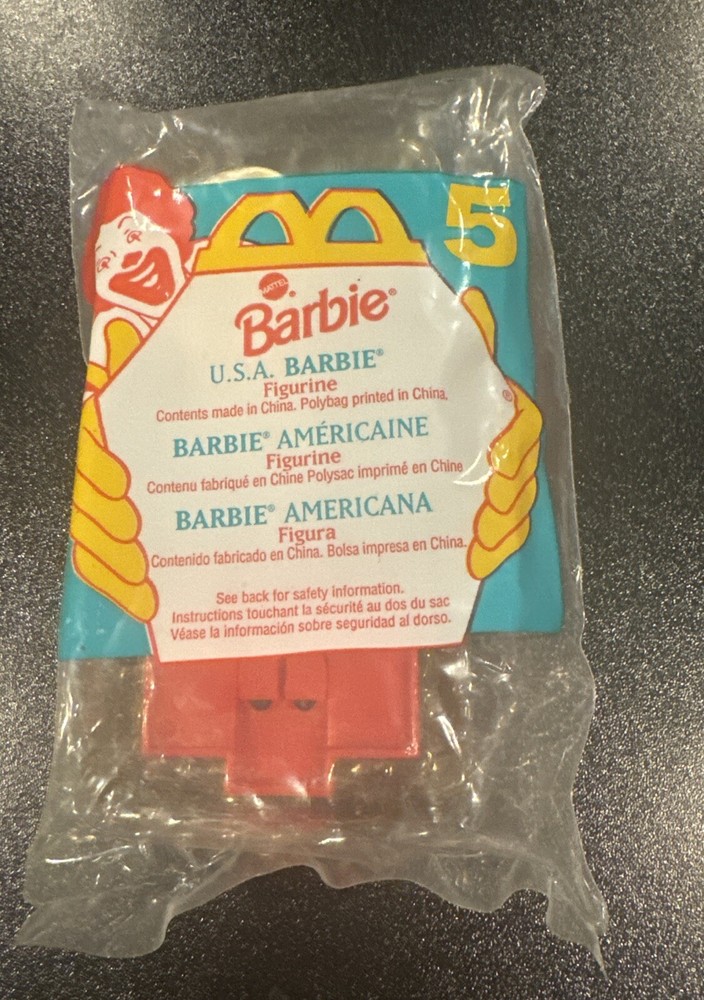 5
MATTEL
Barbie®
U.S.A. BARBIE®
Figurine
Contents made in China. Polybag printed in China.
®
BARBIE® AMÉRICAINE
Figurine
Contenu fabriqué en Chine Polysac imprimé en Chine
BARBIE® AMERICANA
Figura
Contenido fabricado en China. Bolsa impresa en China.
See back for safety information.
Instructions touchant la sécurité au dos du sac
Véase la información sobre seguridad al dorso.